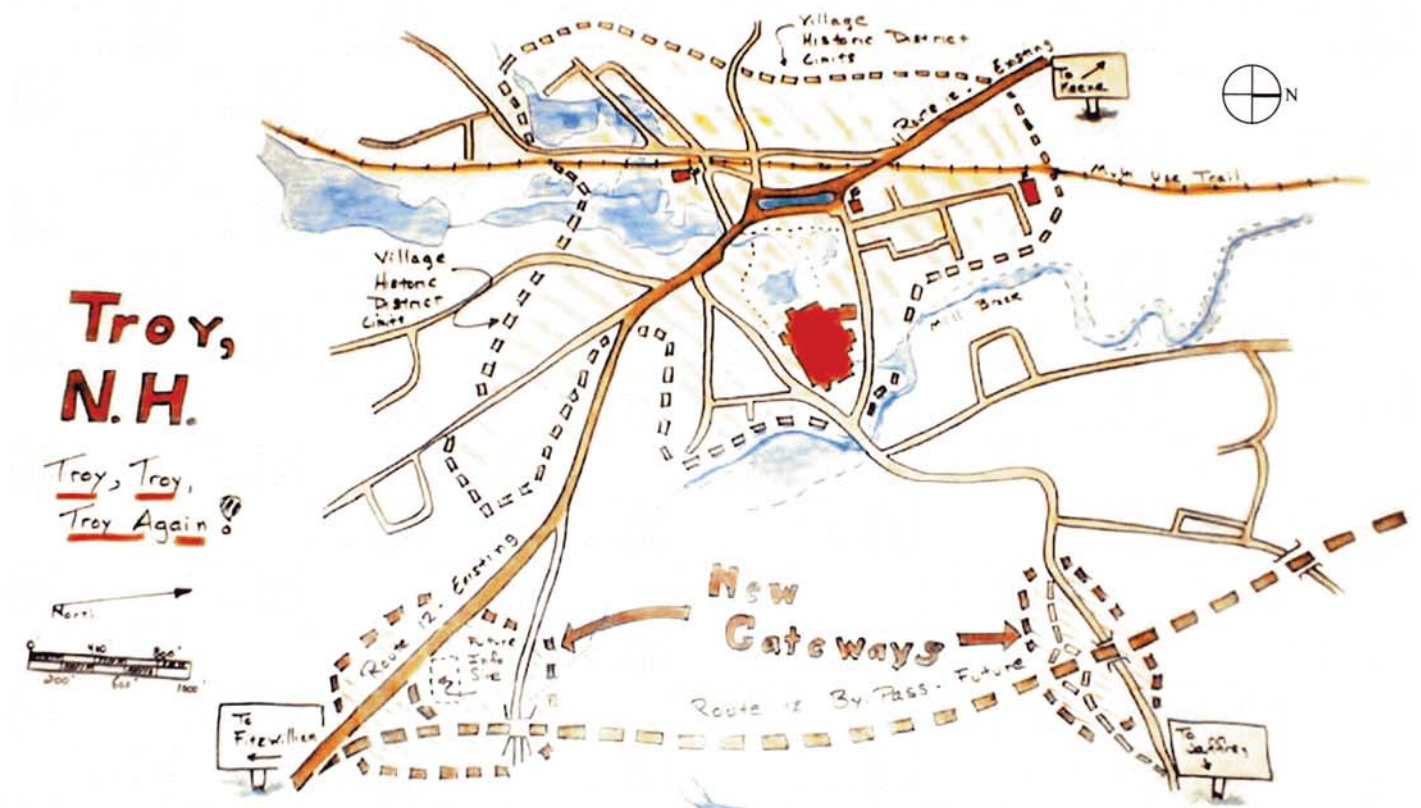 Village
Historic District
Limits
Route 12 - Existing
To
Keene
N
Multi Use Trail
Village
Historic
District
Limits
Mill Brook
Troy,
N.H.
Troy, Troy,
Troy Again!
North
0 400' 800'
200' 600' 1000'
Route 12 - Existing
Future
Info
Site
New
Gateways
Route 12 By-Pass - Future
To
Fitzwilliam
To
Jaffrey